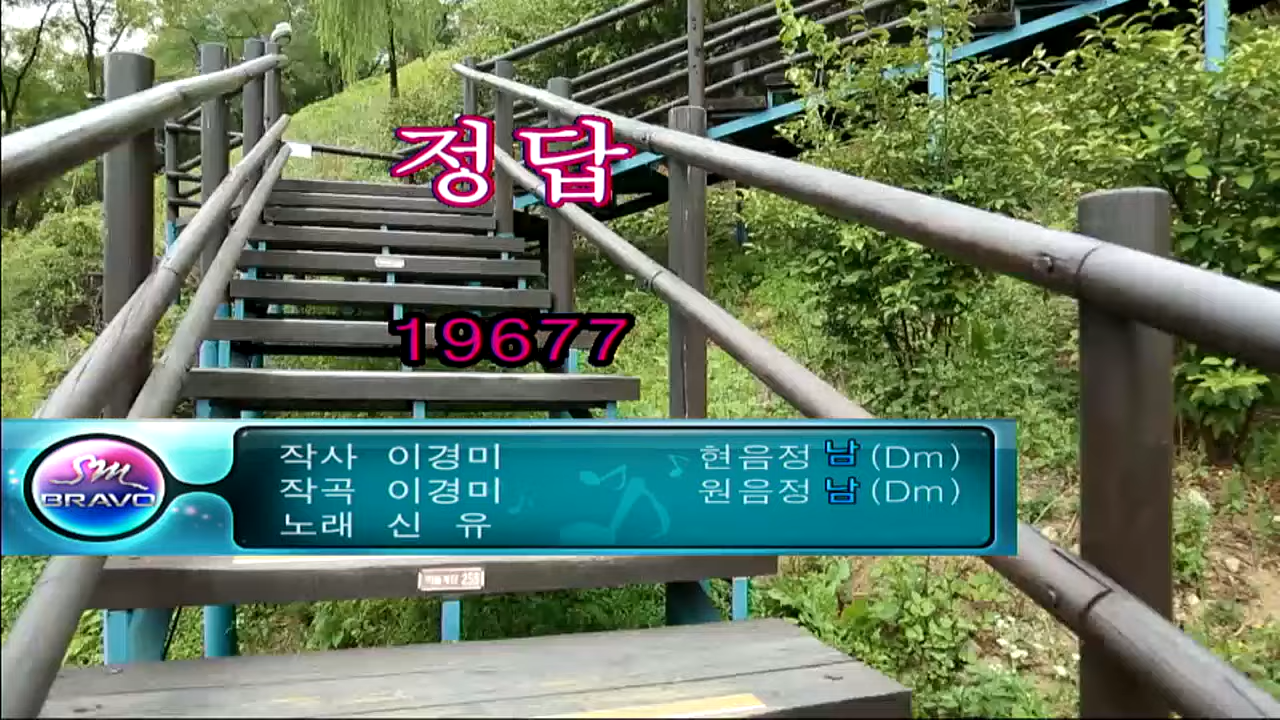 정답
19677
작사 이경미 현음정 남(Dm)
작곡 이경미 원음정 남(Dm)
노래 신 유
SM
BRAVO
258